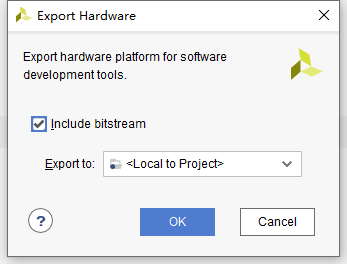 Export Hardware
Export hardware platform for software
development tools.
Include bitstream
Export to: <Local to Project>
?
OK
Cancel